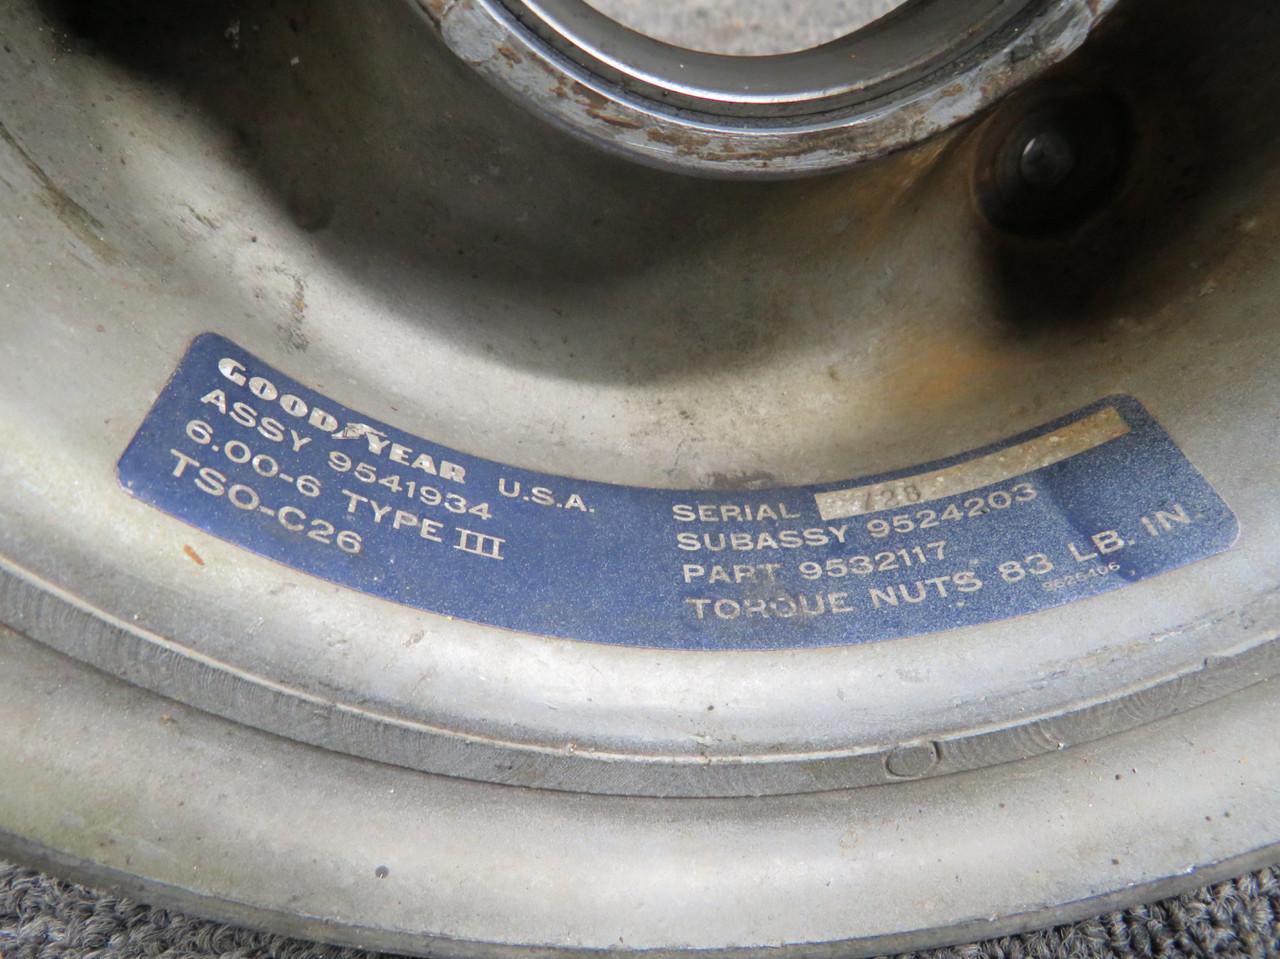 GOODYEAR U.S.A.
ASSY 9541934
6.00-6 TYPE III
TSO-C26
SERIAL 728
SUBASSY 9524203
PART 9532117
TORQUE NUTS 83 LB. IN.